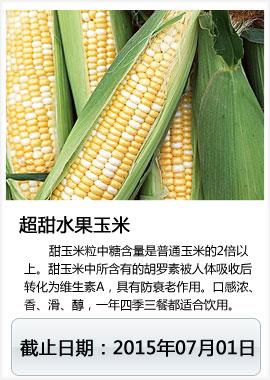 超甜水果玉米
甜玉米粒中糖含量是普通玉米的2倍以
上。甜玉米中所含有的胡罗素被人体吸收后
转化为维生素A，具有防衰老作用。口感浓、
香、滑、醇，一年四季三餐都适合饮用。
截止日期：2015年07月01日